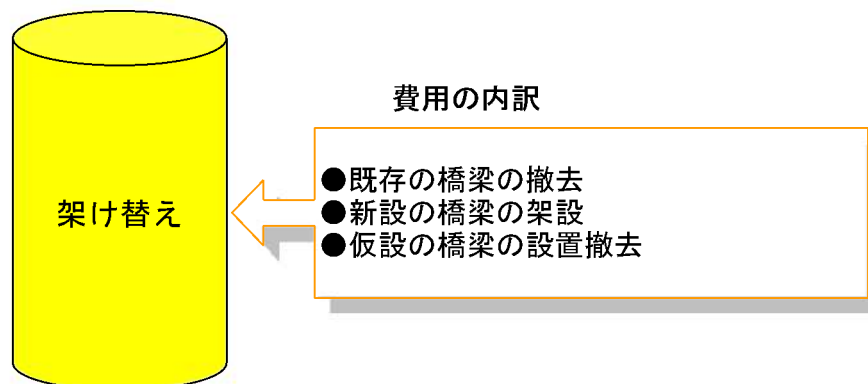 費用の内訳
架け替え
●既存の橋梁の撤去
●新設の橋梁の架設
●仮設の橋梁の設置撤去